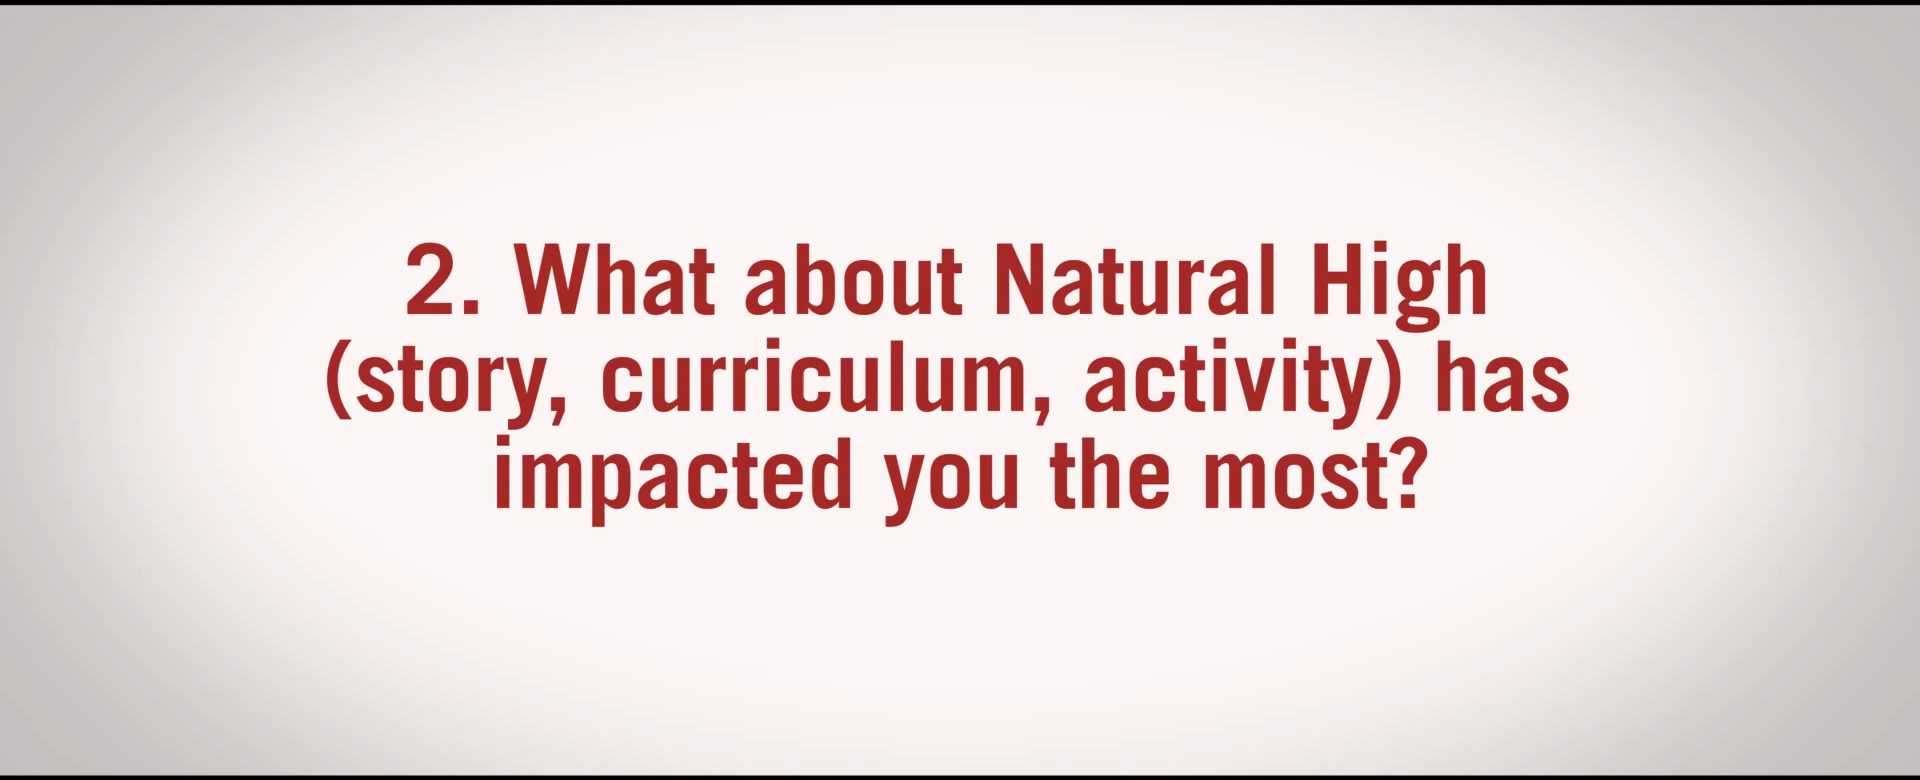 2. What about Natural High
(story, curriculum, activity) has
impacted you the most?